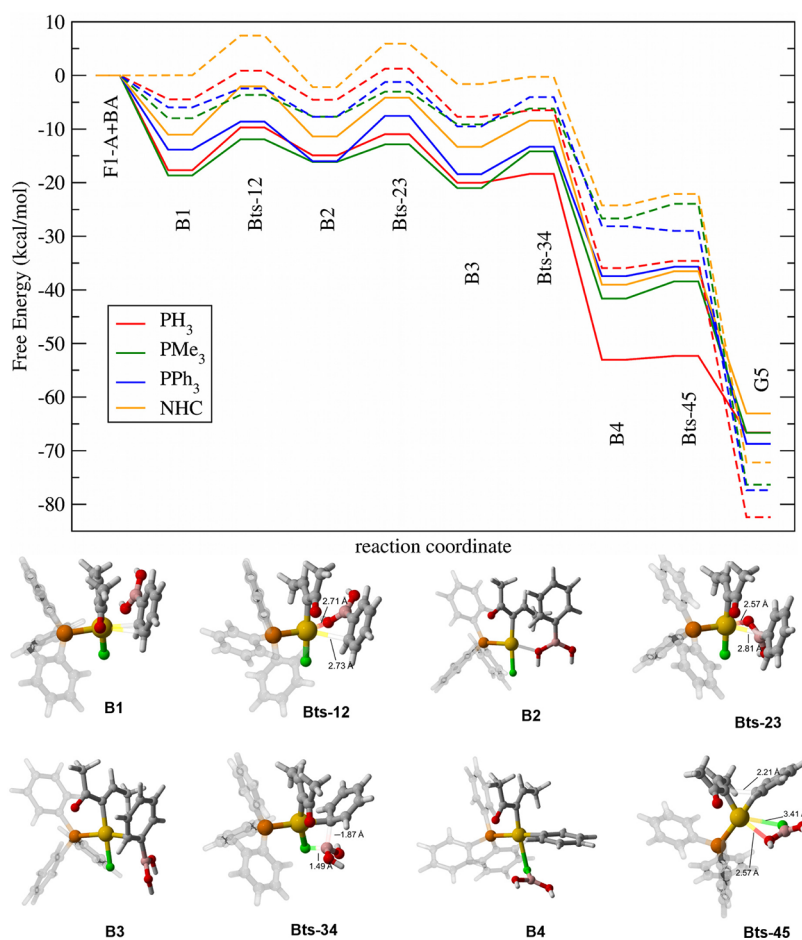 10
0
-10
-20
-30
-40
-50
-60
-70
-80
Free Energy (kcal/mol)
F1-A+BA
B1
Bts-12
B2
Bts-23
B3
Bts-34
B4
Bts-45
G5
PH3
PMe3
PPh3
NHC
reaction coordinate
2.71 Å
2.73 Å
2.57 Å
2.81 Å
B1
Bts-12
B2
Bts-23
1.87 Å
1.49 Å
2.21 Å
3.41 Å
2.57 Å
B3
Bts-34
B4
Bts-45